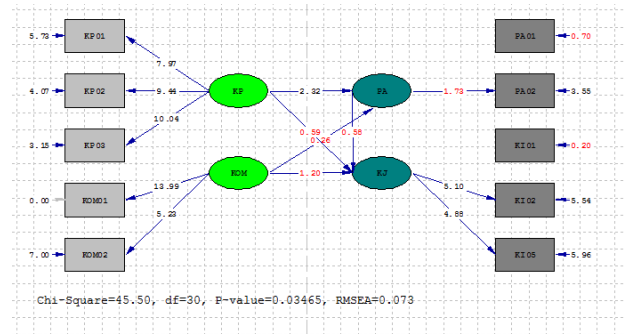 5.73 KP01 PA01 0.70
7.97
4.07 KP02 9.44 KP 2.32 PA 1.73 PA02 3.55
10.04 0.59 0.58
3.15 KP03 0.26 KI01 0.20
0.00 KOM01 13.99 KOM 1.20 KJ 5.10 KI02 5.54
5.23 4.88
7.00 KOM02 KI05 5.96
Chi-Square=45.50, df=30, P-value=0.03465, RMSEA=0.073